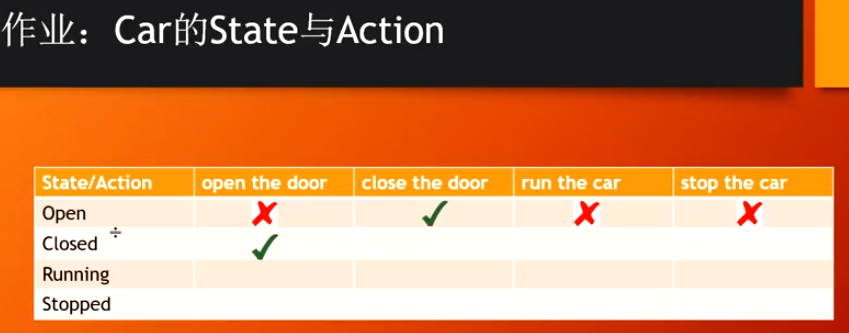 作业：Car的State与Action
State/Action open the door close the door run the car stop the car
Open ✘ ✓ ✘ ✘
Closed ✓
Running
Stopped